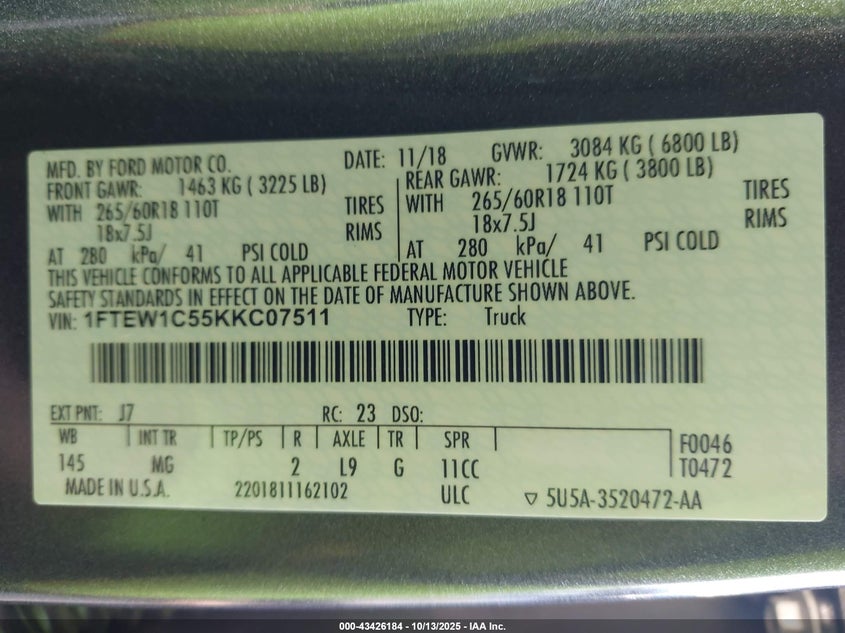 MFD. BY FORD MOTOR CO. DATE: 11/18 GVWR: 3084 KG ( 6800 LB)
FRONT GAWR: 1463 KG ( 3225 LB) REAR GAWR: 1724 KG ( 3800 LB)
WITH 265/60R18 110T TIRES WITH 265/60R18 110T TIRES
18x7.5J RIMS 18x7.5J RIMS
AT 280 kPa/ 41 PSI COLD AT 280 kPa/ 41 PSI COLD
THIS VEHICLE CONFORMS TO ALL APPLICABLE FEDERAL MOTOR VEHICLE
SAFETY STANDARDS IN EFFECT ON THE DATE OF MANUFACTURE SHOWN ABOVE.
VIN: 1FTEW1C55KKC07511 TYPE: Truck
EXT PNT: J7 RC: 23 DSO:
WB INT TR TP/PS R AXLE TR SPR F0046
145 MG 2 L9 G 11CC T0472
MADE IN U.S.A. 2201811162102 ULC ▽ 5U5A-3520472-AA
000-43426184 - 10/13/2025 - IAA Inc.